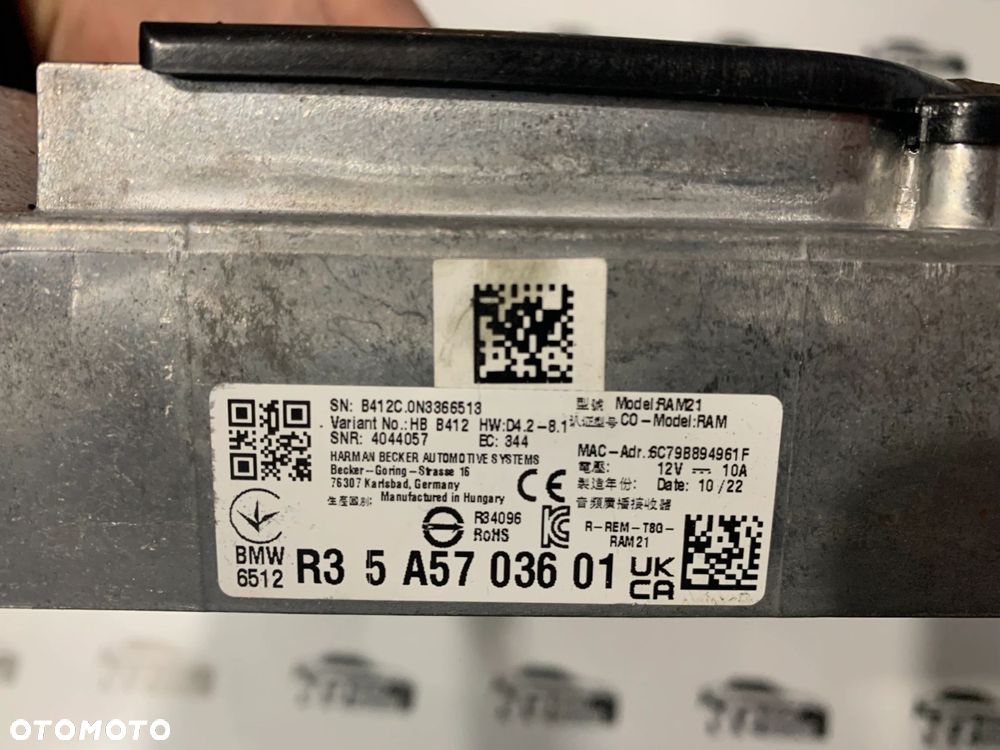 SN: B412C.0N3366513
Variant No.:HB B412 HW:D4.2-8.1
SNR: 4044057 EC: 344
HARMAN BECKER AUTOMOTIVE SYSTEMS
Becker-Goring-Strasse 16
76307 Karlsbad, Germany
生產國別: Manufactured in Hungary
CE
型號 Model:RAM21
认证型号 CO-Model:RAM
MAC-Adr.:6C79B894961F
電壓: 12V 10A
製造年份: Date: 10/22
音頻廣播接收器
R34096
RoHS
R-REM-T8G-
RAM21
BMW
6512
R3 5 A57 036 01
UK
CA
OTOMOTO